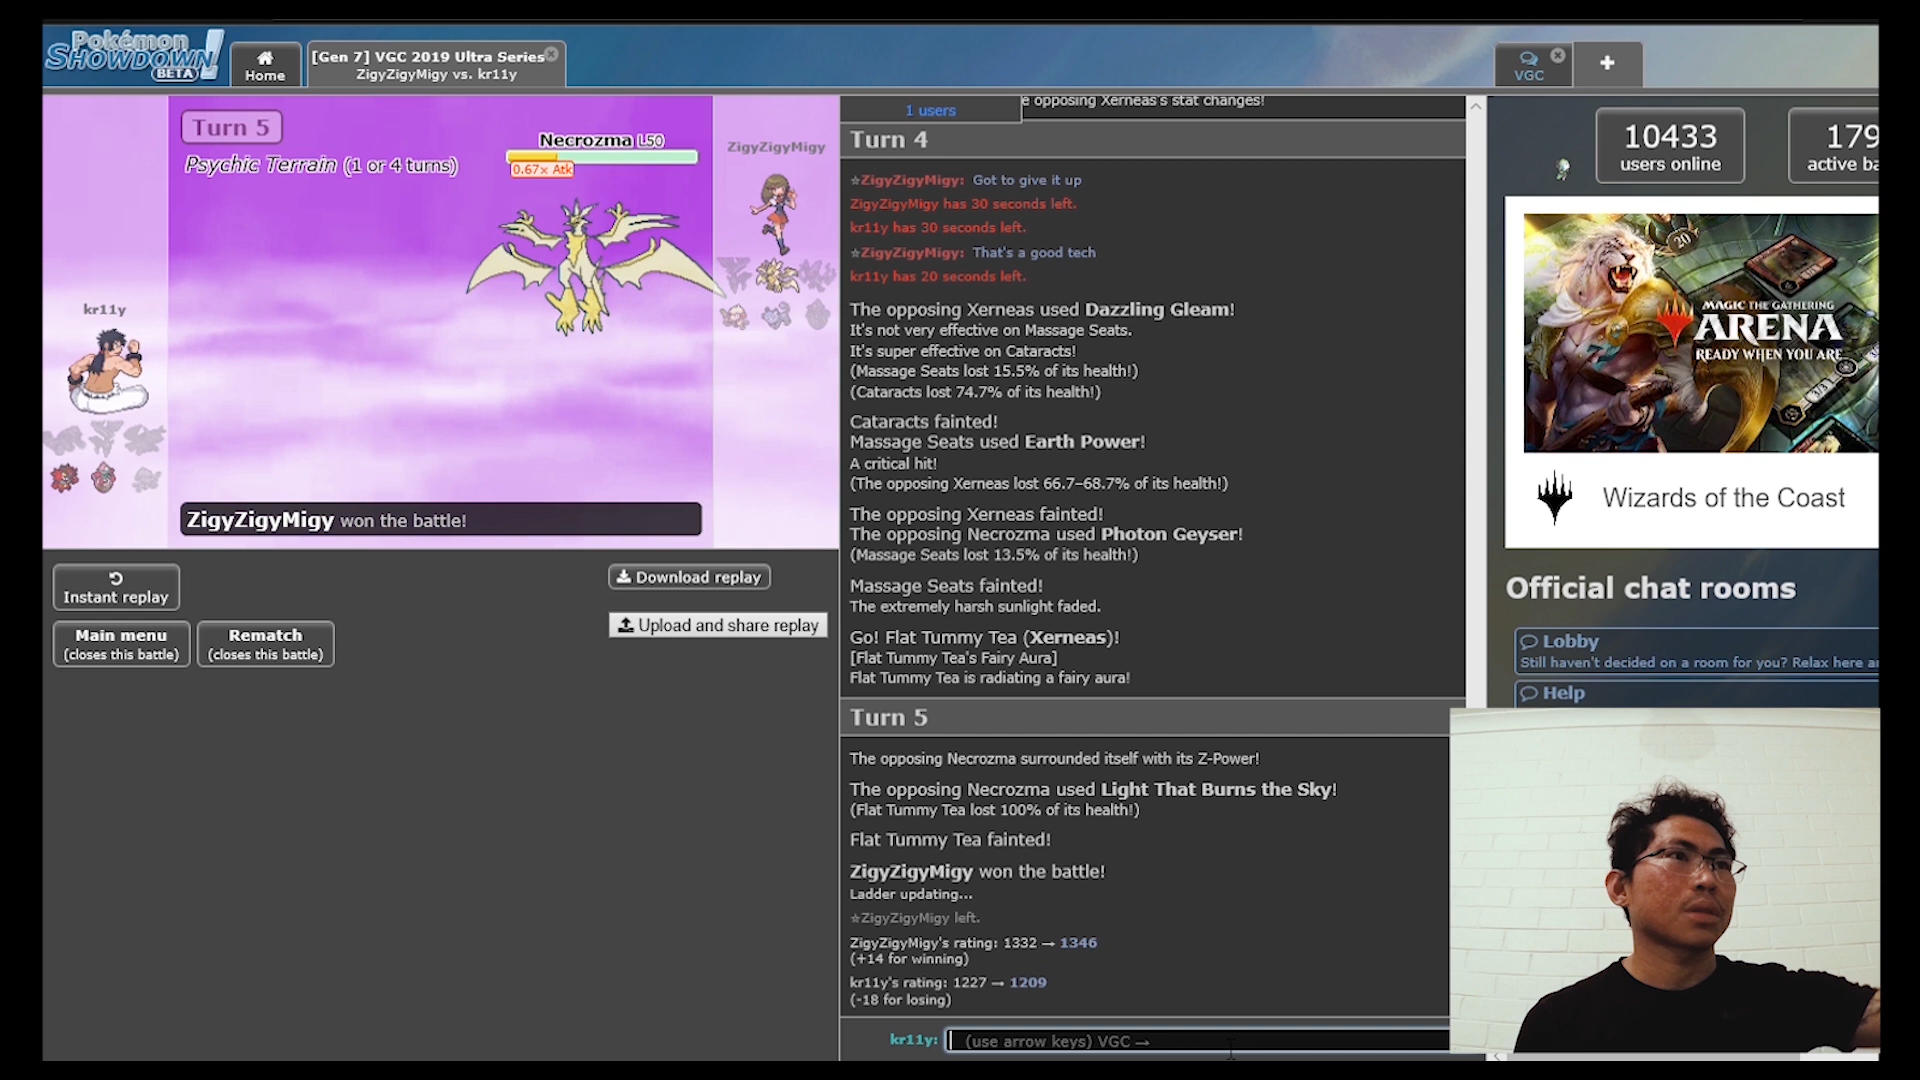 Pokémon
SHOWDOWN!
BETA
Home
[Gen 7] VGC 2019 Ultra Series
ZigyZigyMigy vs. kr11y
VGC
+
Turn 5
Psychic Terrain (1 or 4 turns)
Necrozma L50
0.67× Atk
ZigyZigyMigy
kr11y
ZigyZigyMigy won the battle!
Instant replay
Download replay
Upload and share replay
Main menu
(closes this battle)
Rematch
(closes this battle)
1 users
e opposing Xerneas's stat changes!
Turn 4
☆ZigyZigyMigy: Got to give it up
ZigyZigyMigy has 30 seconds left.
kr11y has 30 seconds left.
☆ZigyZigyMigy: That's a good tech
kr11y has 20 seconds left.
The opposing Xerneas used Dazzling Gleam!
It's not very effective on Massage Seats.
It's super effective on Cataracts!
(Massage Seats lost 15.5% of its health!)
(Cataracts lost 74.7% of its health!)
Cataracts fainted!
Massage Seats used Earth Power!
A critical hit!
(The opposing Xerneas lost 66.7–68.7% of its health!)
The opposing Xerneas fainted!
The opposing Necrozma used Photon Geyser!
(Massage Seats lost 13.5% of its health!)
Massage Seats fainted!
The extremely harsh sunlight faded.
Go! Flat Tummy Tea (Xerneas)!
[Flat Tummy Tea's Fairy Aura]
Flat Tummy Tea is radiating a fairy aura!
Turn 5
The opposing Necrozma surrounded itself with its Z-Power!
The opposing Necrozma used Light That Burns the Sky!
(Flat Tummy Tea lost 100% of its health!)
Flat Tummy Tea fainted!
ZigyZigyMigy won the battle!
Ladder updating...
☆ZigyZigyMigy left.
ZigyZigyMigy's rating: 1332 → 1346
(+14 for winning)
kr11y's rating: 1227 → 1209
(-18 for losing)
kr11y: (use arrow keys) VGC →
10433
users online
179
active ba
20
MAGIC THE GATHERING
ARENA
READY WHEN YOU ARE
3/3
Wizards of the Coast
Official chat rooms
Lobby
Still haven't decided on a room for you? Relax here a
Help